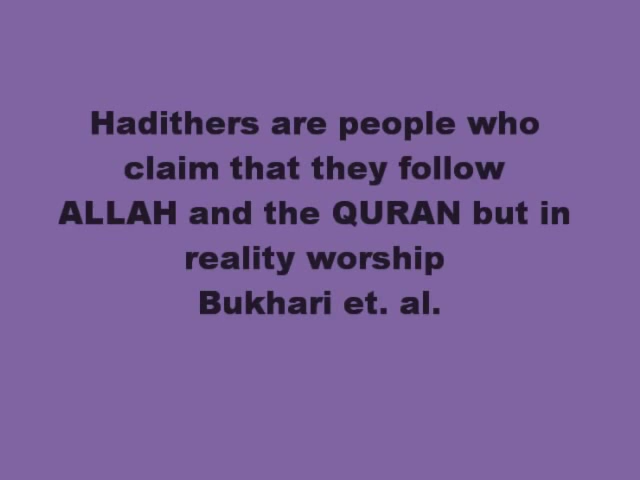 Hadithers are people who
claim that they follow
ALLAH and the QURAN but in
reality worship
Bukhari et. al.